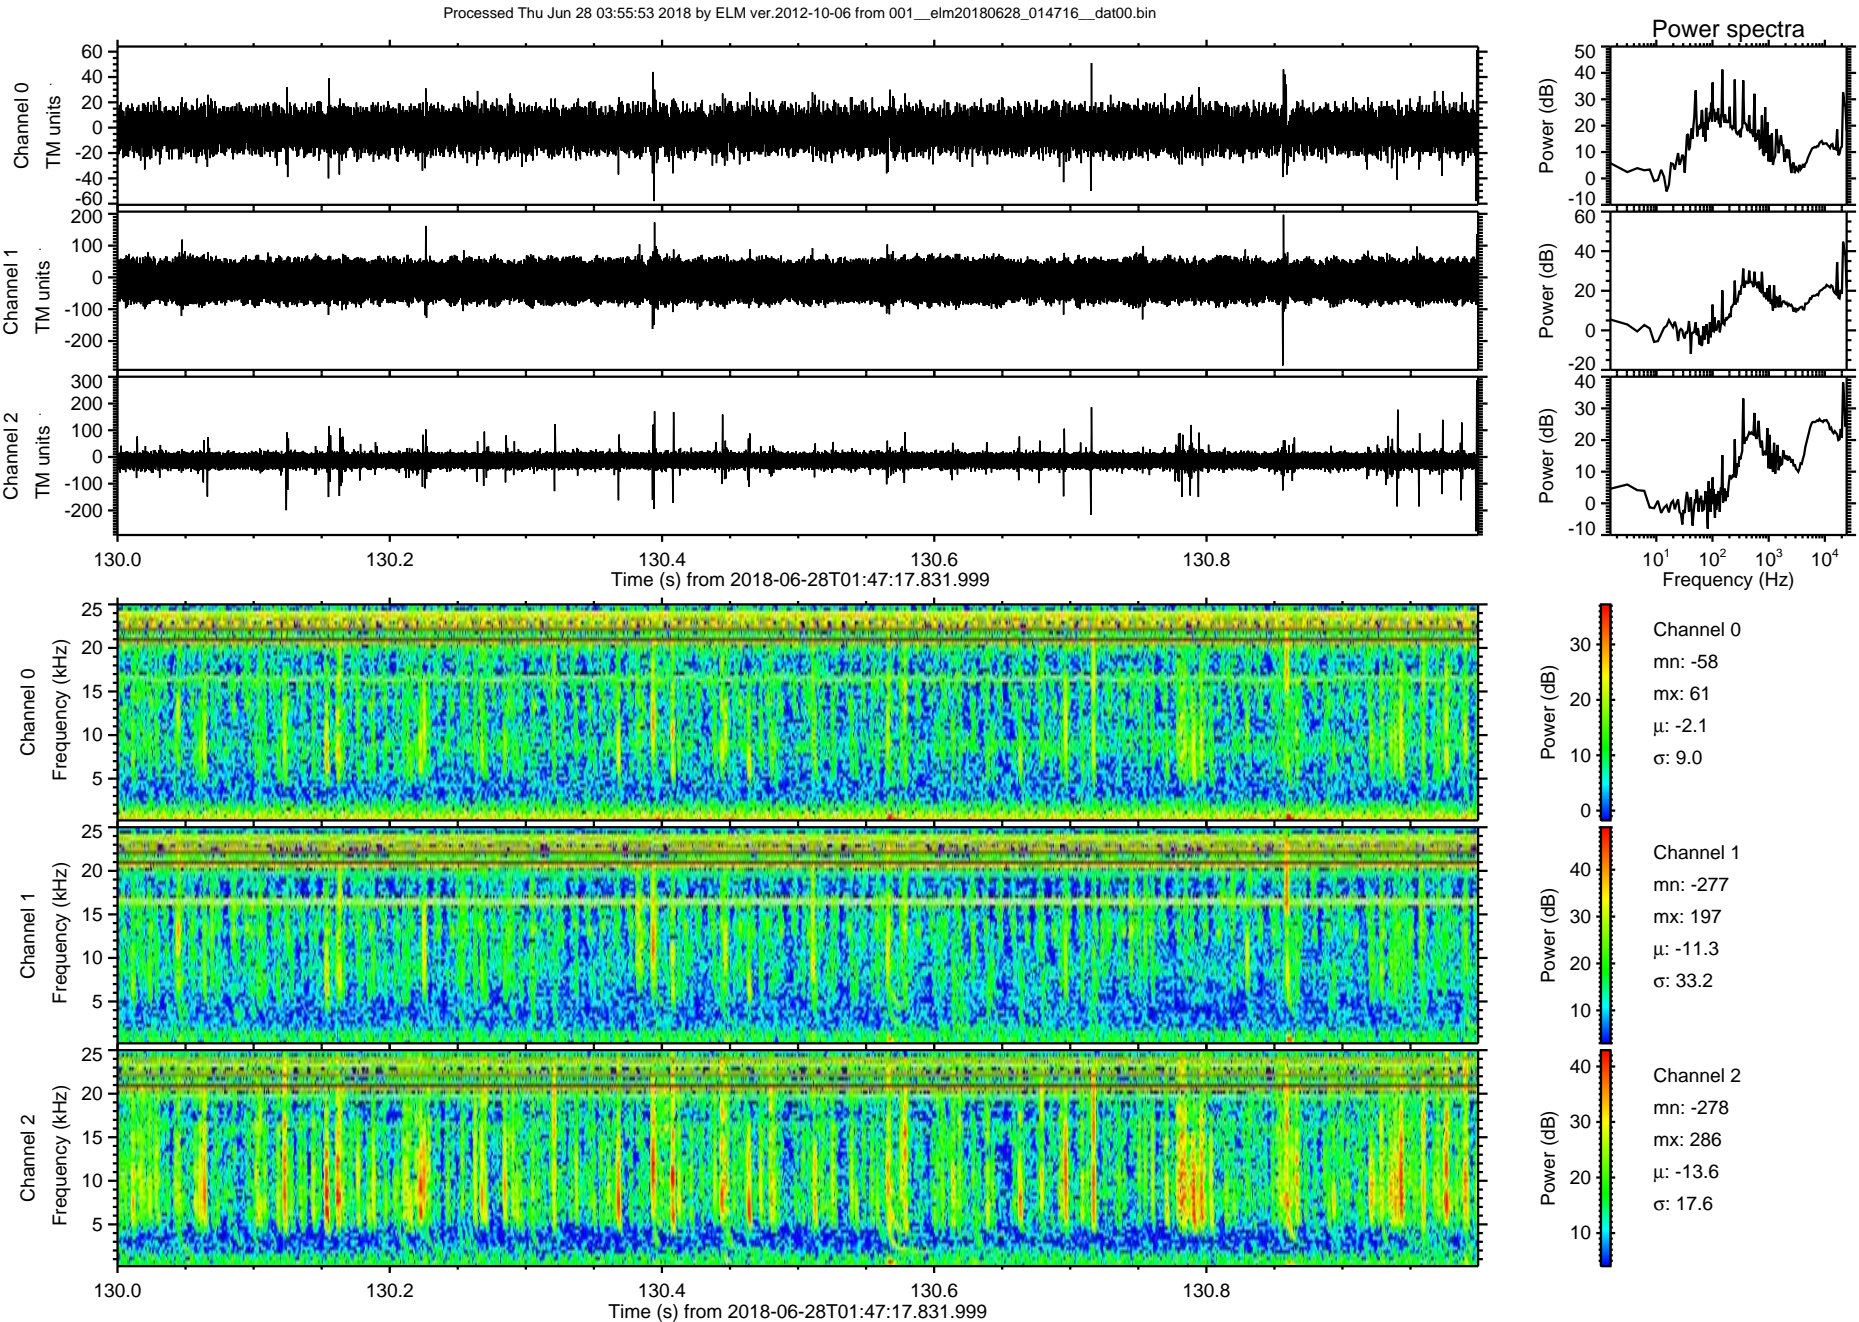 Processed Thu Jun 28 03:55:53 2018 by ELM ver.2012-10-06 from 001__elm20180628_014716__dat00.bin
Power spectra
Channel 0
TM units
60
40
20
0
-20
-40
-60
Power (dB)
50
40
30
20
10
0
-10
Channel 1
TM units
200
100
0
-100
-200
Power (dB)
60
40
20
0
-20
Channel 2
TM units
300
200
100
0
-100
-200
Power (dB)
40
30
20
10
0
-10
130.0 130.2 130.4 130.6 130.8
Time (s) from 2018-06-28T01:47:17.831.999
10^1 10^2 10^3 10^4
Frequency (Hz)
Channel 0
Frequency (kHz)
25
20
15
10
5
Power (dB)
30
20
10
0
Channel 0
mn: -58
mx: 61
μ: -2.1
σ: 9.0
Channel 1
Frequency (kHz)
25
20
15
10
5
Power (dB)
40
30
20
10
Channel 1
mn: -277
mx: 197
μ: -11.3
σ: 33.2
Channel 2
Frequency (kHz)
25
20
15
10
5
Power (dB)
40
30
20
10
Channel 2
mn: -278
mx: 286
μ: -13.6
σ: 17.6
130.0 130.2 130.4 130.6 130.8
Time (s) from 2018-06-28T01:47:17.831.999